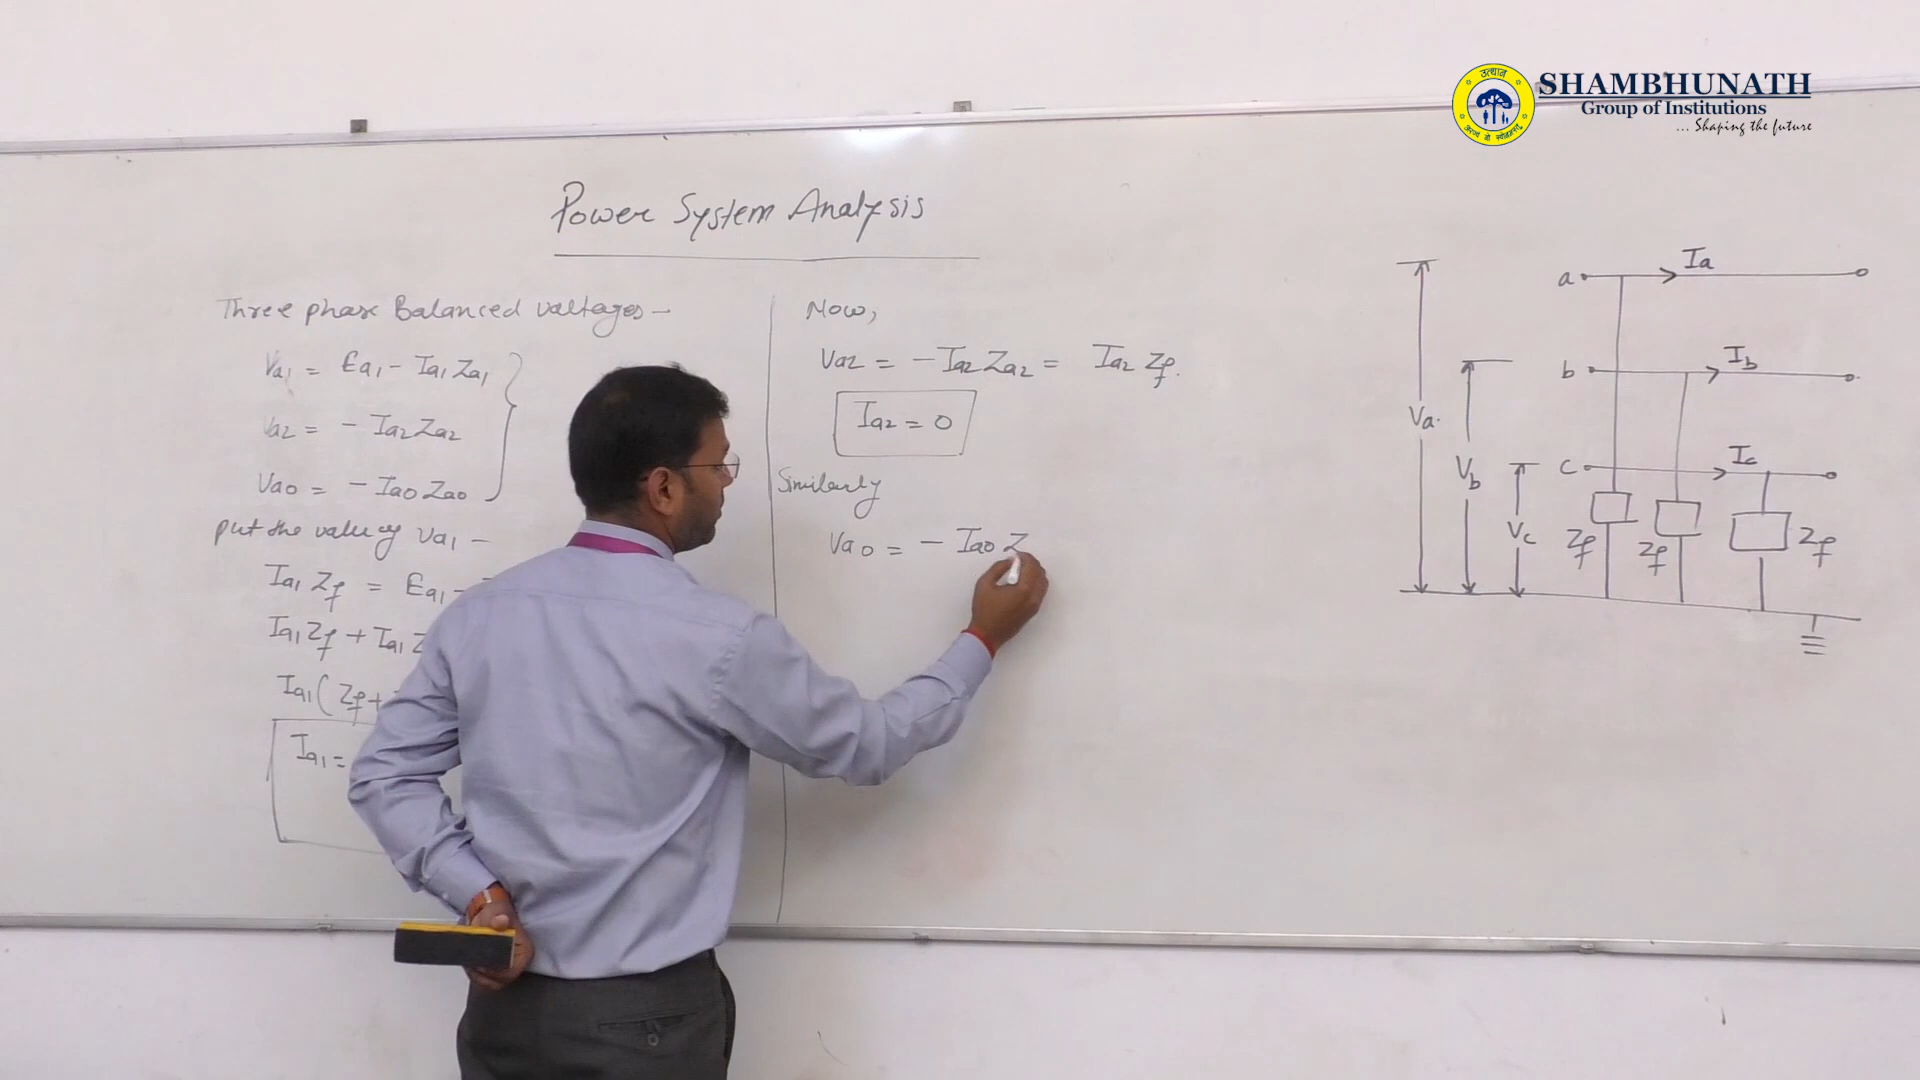 उत्थान
SHAMBHUNATH
Group of Institutions
... Shaping the future
Power System Analysis
Three phase Balanced valtages -
Va1 = Ea1 - Ia1 Za1
Va2 = - Ia2 Za2
Va0 = - Ia0 Za0
put the value of Va1 -
Ia1 Zf = Ea1 -
Ia1 Zf + Ia1 Z
Ia1 ( Zf +
Ia1 =
Now,
Va2 = - Ia2 Za2 = Ia2 Zf.
Ia2 = 0
Similarly
Va0 = - Ia0 Z
a Ia
b Ib
c Ic
Va.
Vb
Vc
Zf Zf Zf